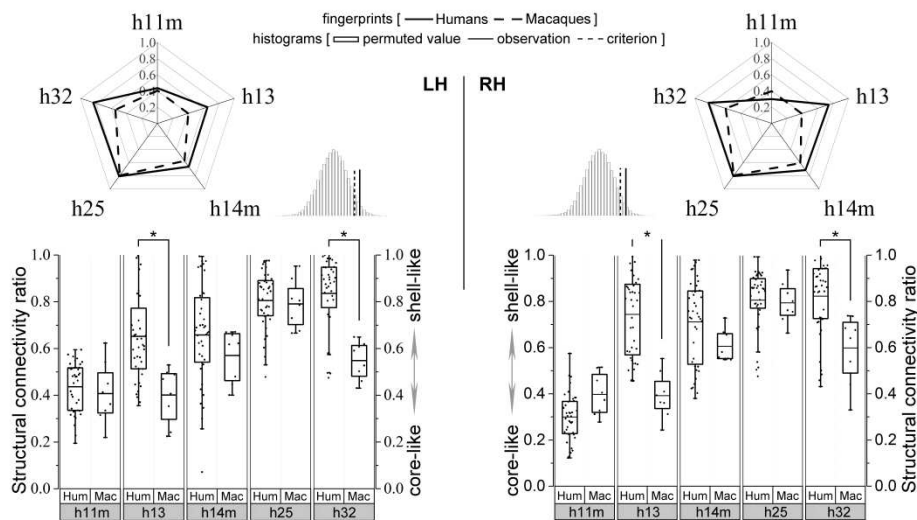 fingerprints [ Humans Macaques ]
histograms [ permuted value observation criterion ]
LH RH
h11m
1.0
0.8
0.6
0.4
0.2
h13
h14m
h25
h32
h11m
1.0
0.8
0.6
0.4
0.2
h13
h14m
h25
h32
Structural connectivity ratio
1.0
0.8
0.6
0.4
0.2
0.0
* *
1.0
0.8
0.6
0.4
0.2
0.0
shell-like
core-like
Hum Mac Hum Mac Hum Mac Hum Mac Hum Mac
h11m h13 h14m h25 h32
shell-like
core-like
1.0
0.8
0.6
0.4
0.2
0.0
* *
1.0
0.8
0.6
0.4
0.2
0.0
Structural connectivity ratio
Hum Mac Hum Mac Hum Mac Hum Mac Hum Mac
h11m h13 h14m h25 h32